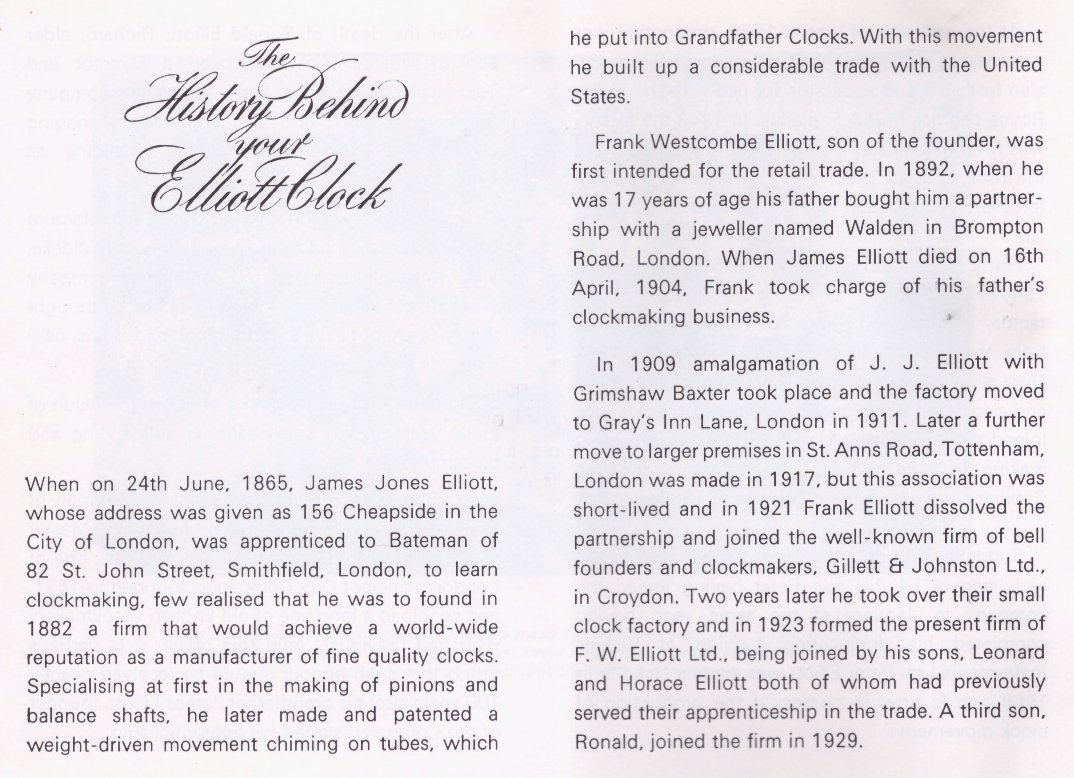 The
History Behind
your
Elliott Clock
When on 24th June, 1865, James Jones Elliott,
whose address was given as 156 Cheapside in the
City of London, was apprenticed to Bateman of
82 St. John Street, Smithfield, London, to learn
clockmaking, few realised that he was to found in
1882 a firm that would achieve a world-wide
reputation as a manufacturer of fine quality clocks.
Specialising at first in the making of pinions and
balance shafts, he later made and patented a
weight-driven movement chiming on tubes, which
he put into Grandfather Clocks. With this movement
he built up a considerable trade with the United
States.
Frank Westcombe Elliott, son of the founder, was
first intended for the retail trade. In 1892, when he
was 17 years of age his father bought him a partner-
ship with a jeweller named Walden in Brompton
Road, London. When James Elliott died on 16th
April, 1904, Frank took charge of his father's
clockmaking business.
In 1909 amalgamation of J. J. Elliott with
Grimshaw Baxter took place and the factory moved
to Gray's Inn Lane, London in 1911. Later a further
move to larger premises in St. Anns Road, Tottenham,
London was made in 1917, but this association was
short-lived and in 1921 Frank Elliott dissolved the
partnership and joined the well-known firm of bell
founders and clockmakers, Gillett & Johnston Ltd.,
in Croydon. Two years later he took over their small
clock factory and in 1923 formed the present firm of
F. W. Elliott Ltd., being joined by his sons, Leonard
and Horace Elliott both of whom had previously
served their apprenticeship in the trade. A third son,
Ronald, joined the firm in 1929.